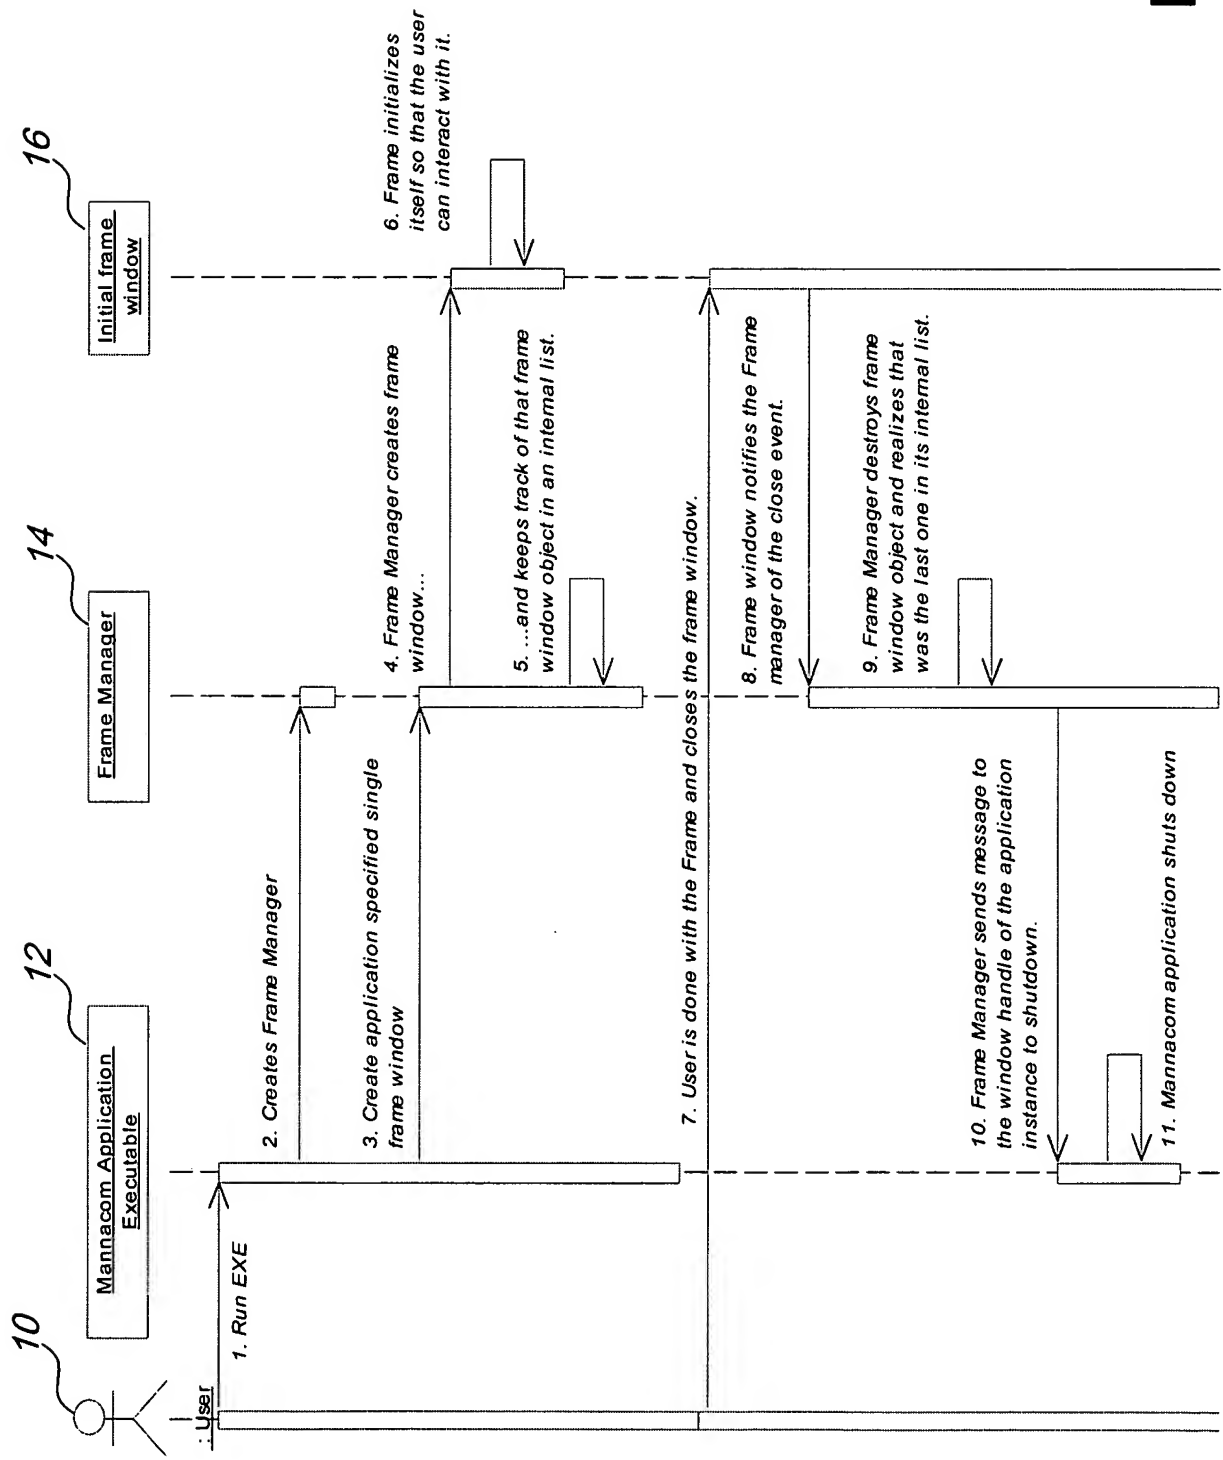 10
: User
12
Mannacom Application
Executable
14
Frame Manager
16
Initial frame
window
1. Run EXE
2. Creates Frame Manager
3. Create application specified single
frame window
4. Frame Manager creates frame
window...
5. ...and keeps track of that frame
window object in an internal list.
6. Frame initializes
itself so that the user
can interact with it.
7. User is done with the Frame and closes the frame window.
8. Frame window notifies the Frame
manager of the close event.
9. Frame Manager destroys frame
window object and realizes that
was the last one in its internal list.
10. Frame Manager sends message to
the window handle of the application
instance to shutdown.
11. Mannacom application shuts down